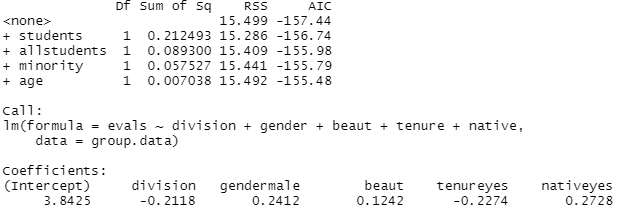 Df Sum of Sq RSS AIC
<none> 15.499 -157.44
+ students 1 0.212493 15.286 -156.74
+ allstudents 1 0.089300 15.409 -155.98
+ minority 1 0.057527 15.441 -155.79
+ age 1 0.007038 15.492 -155.48
Call:
lm(formula = evals ~ division + gender + beaut + tenure + native,
data = group.data)
Coefficients:
(Intercept) division gendermale beaut tenureyes nativeyes
3.8425 -0.2118 0.2412 0.1242 -0.2274 0.2728